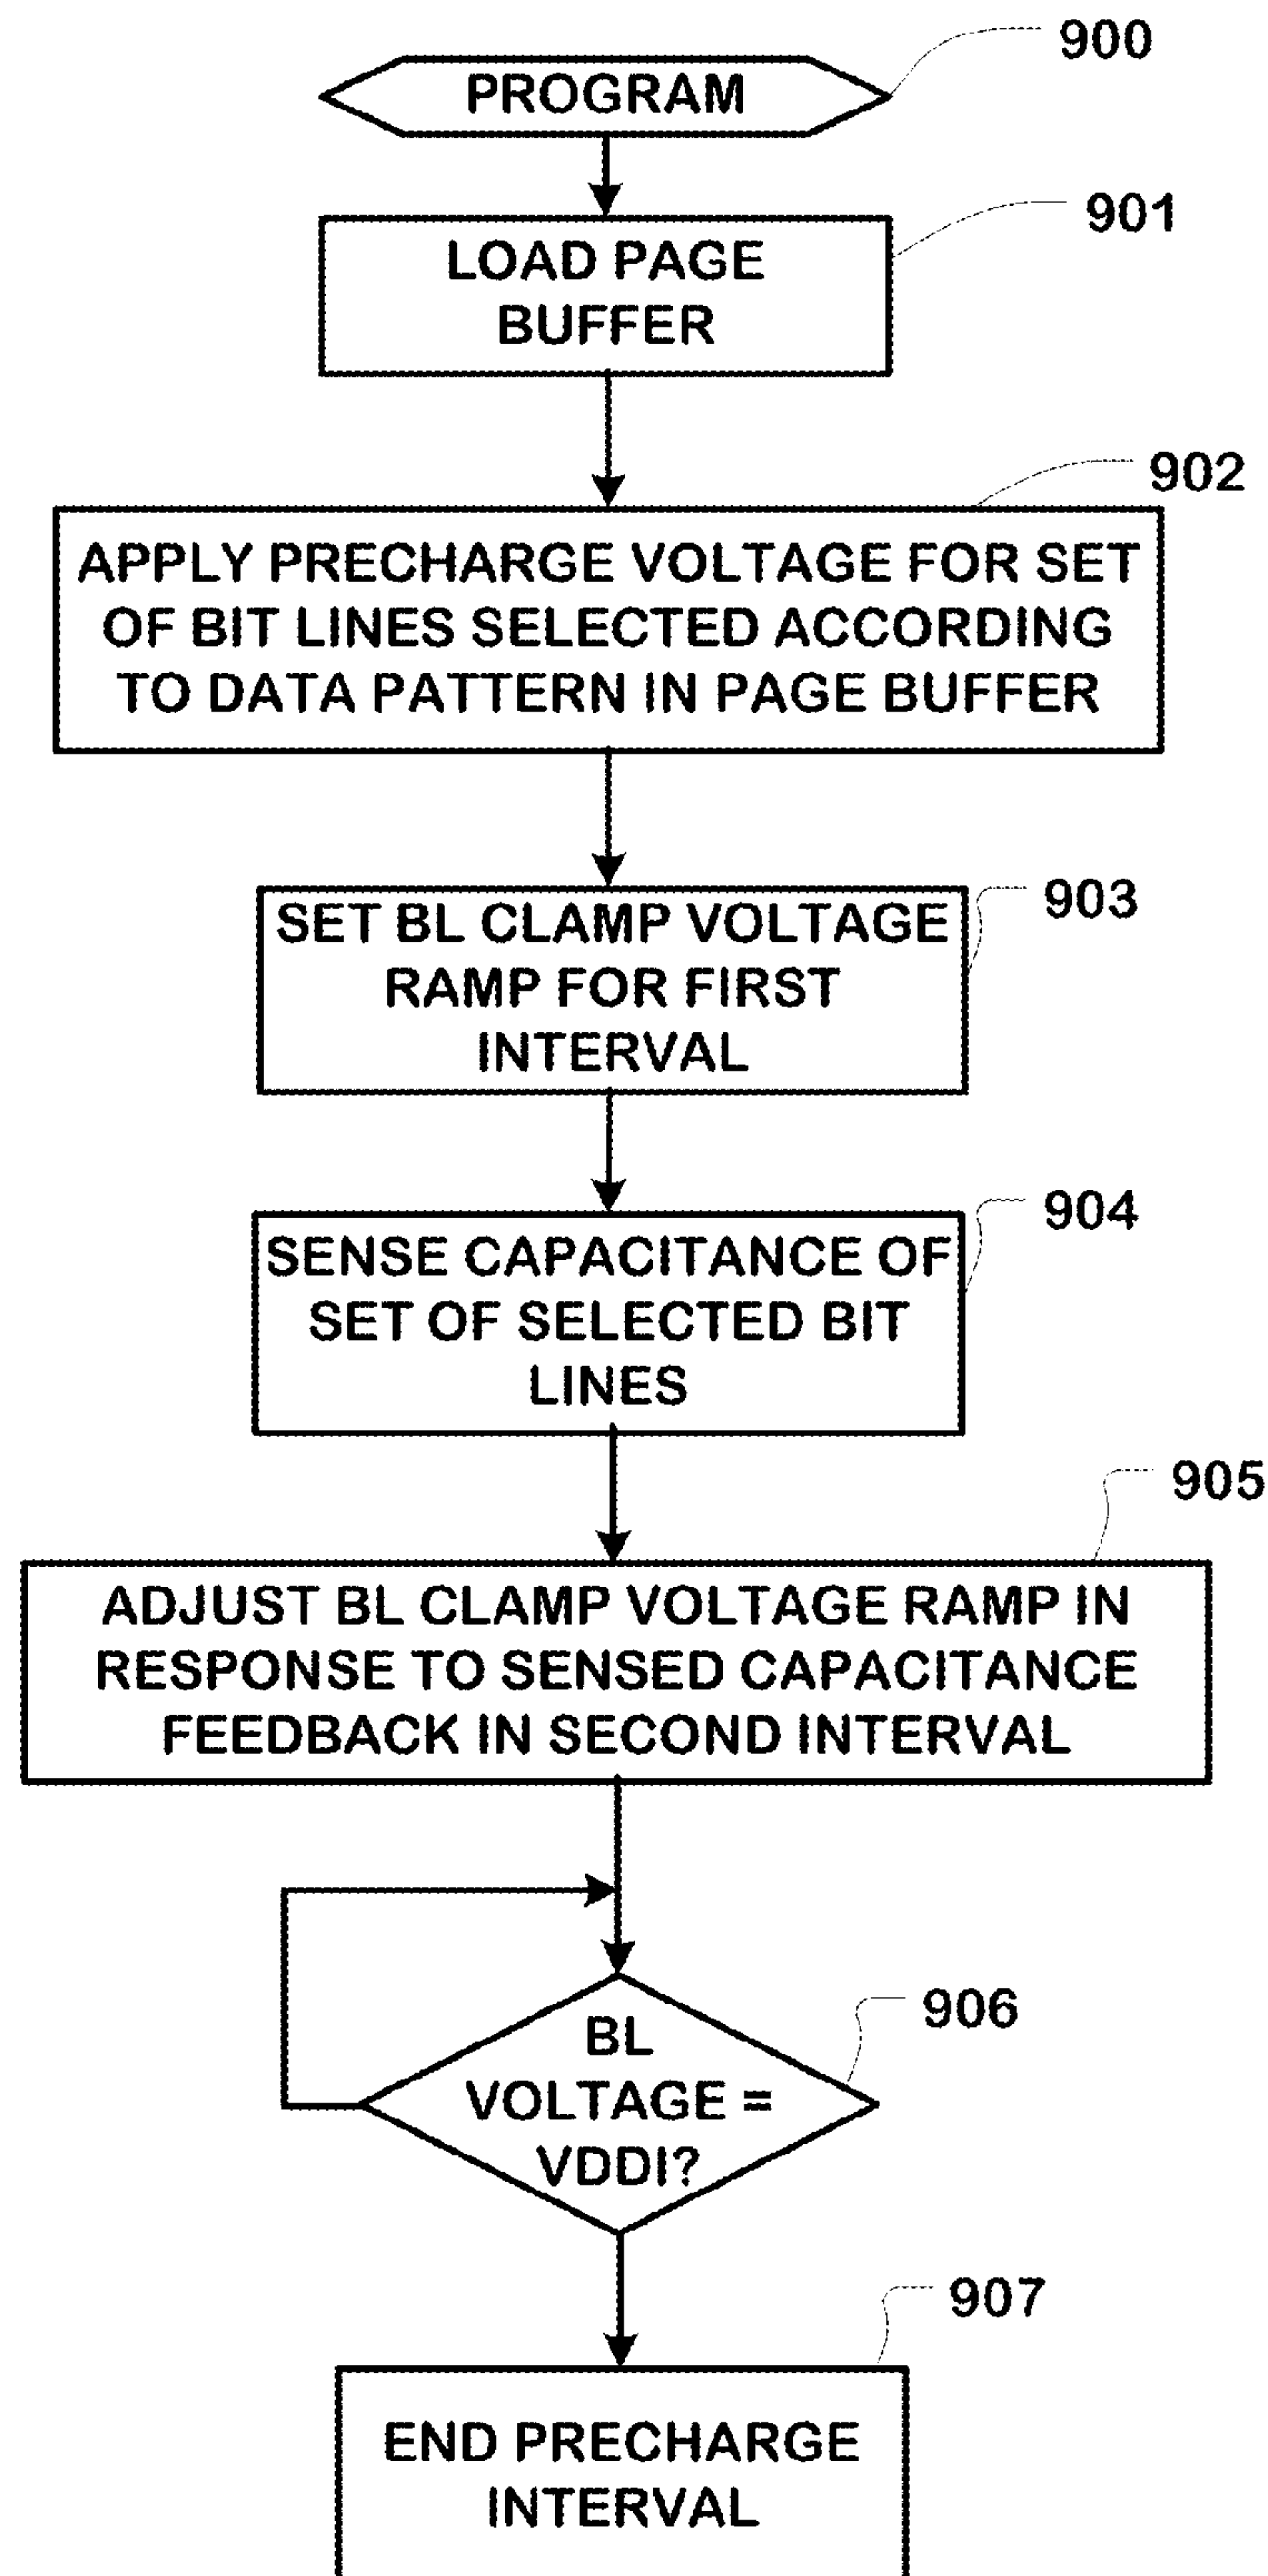 900
PROGRAM
901
LOAD PAGE
BUFFER
902
APPLY PRECHARGE VOLTAGE FOR SET
OF BIT LINES SELECTED ACCORDING
TO DATA PATTERN IN PAGE BUFFER
903
SET BL CLAMP VOLTAGE
RAMP FOR FIRST
INTERVAL
904
SENSE CAPACITANCE OF
SET OF SELECTED BIT
LINES
905
ADJUST BL CLAMP VOLTAGE RAMP IN
RESPONSE TO SENSED CAPACITANCE
FEEDBACK IN SECOND INTERVAL
906
BL
VOLTAGE =
VDDI?
907
END PRECHARGE
INTERVAL